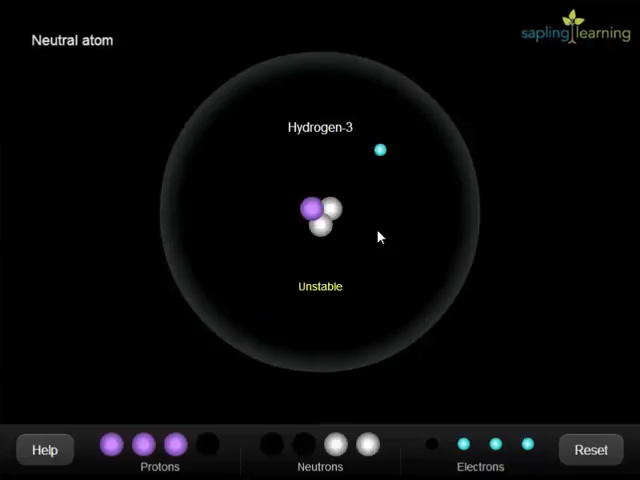 sapling learning
Neutral atom
Hydrogen-3
Unstable
Help
Reset
Protons
Neutrons
Electrons